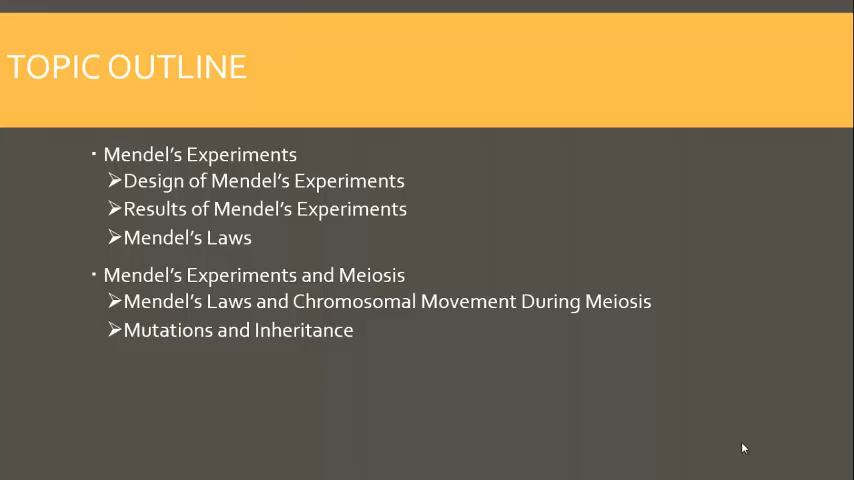 TOPIC OUTLINE
▪ Mendel's Experiments
➢Design of Mendel's Experiments
➢Results of Mendel's Experiments
➢Mendel's Laws
▪ Mendel's Experiments and Meiosis
➢Mendel's Laws and Chromosomal Movement During Meiosis
➢Mutations and Inheritance